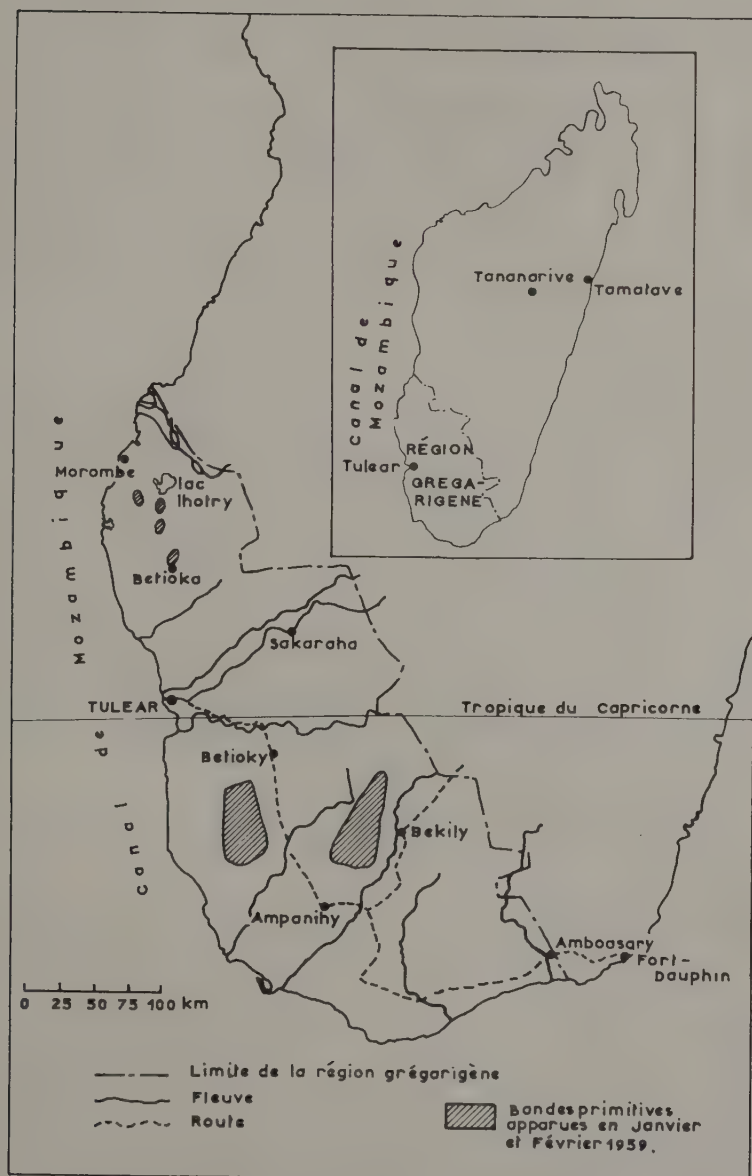 Canal de
Mozambique
Tananarive
Tamatave
RÉGION
Tulear
GREGA-
RIGENE
Mozambique
Morombe
lac
Ihotry
Betioka
Sakaraha
TULEAR
Tropique du Capricorne
de
Betioky
Canal
Bekily
Ampanihy
Amboasary
Fort-
Dauphin
0 25 50 75 100 km
Limite de la région grégarigène
Fleuve
Route
Bandes primitives
apparues en Janvier
et Février 1959.